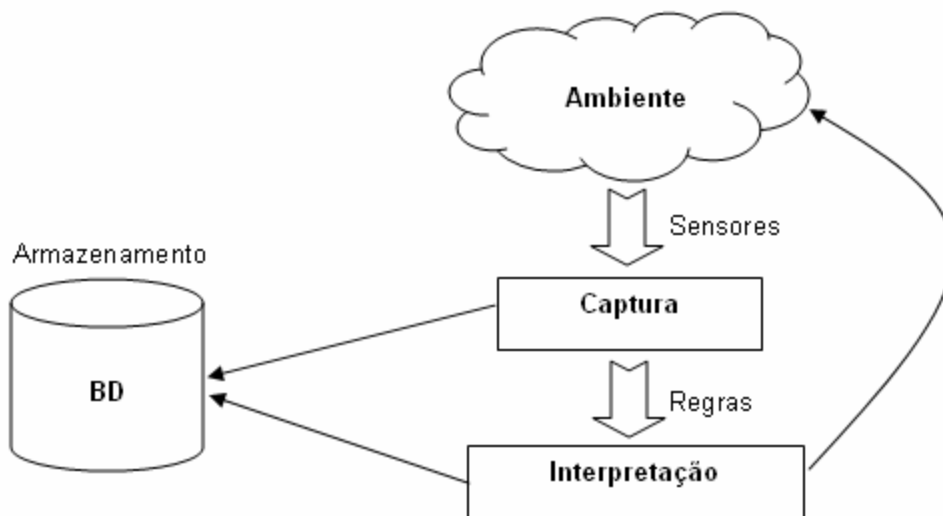 Ambiente
Sensores
Armazenamento
Captura
BD
Regras
Interpretação